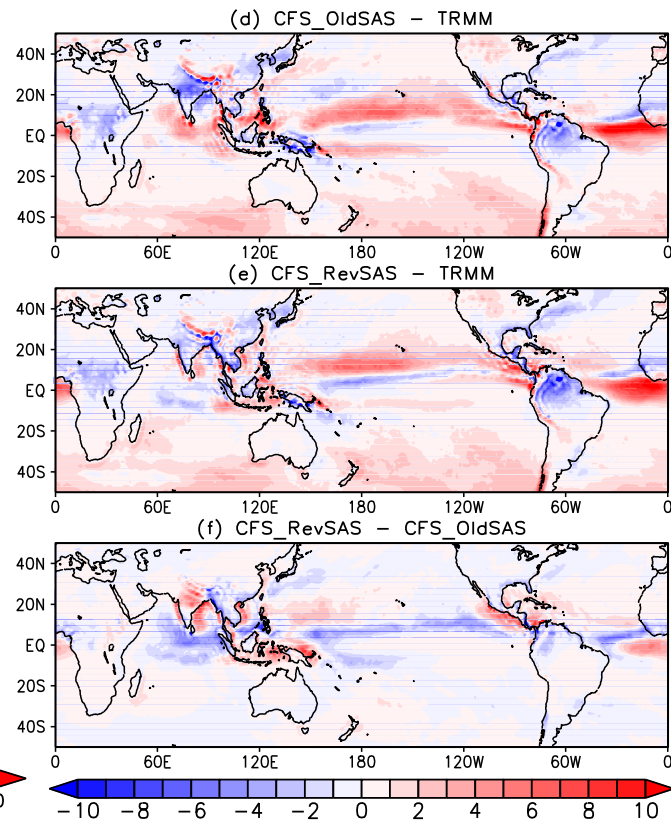 (d) CFS_OldSAS − TRMM
40N
20N
EQ
20S
40S
0 60E 120E 180 120W 60W 0
(e) CFS_RevSAS − TRMM
40N
20N
EQ
20S
40S
0 60E 120E 180 120W 60W 0
(f) CFS_RevSAS − CFS_OldSAS
40N
20N
EQ
20S
40S
0 60E 120E 180 120W 60W 0
0 −10 −8 −6 −4 −2 0 2 4 6 8 10